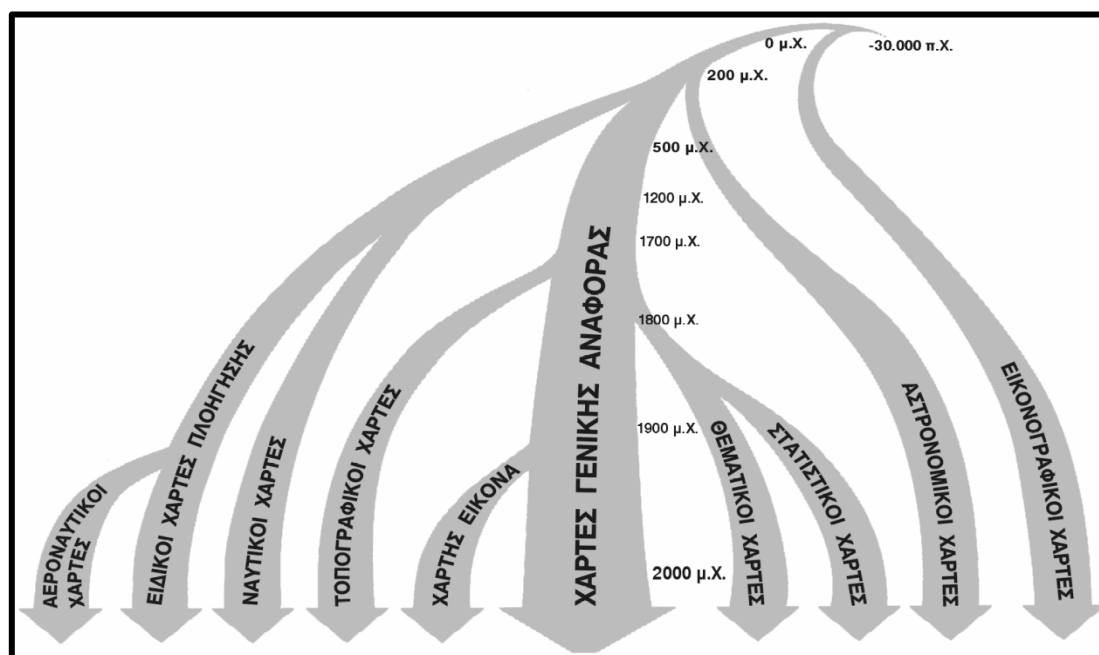 0 μ.Χ.
-30.000 π.Χ.
200 μ.Χ.
500 μ.Χ.
1200 μ.Χ.
1700 μ.Χ.
1800 μ.Χ.
1900 μ.Χ.
2000 μ.Χ.
ΑΕΡΟΝΑΥΤΙΚΟΙ
ΧΑΡΤΕΣ
ΕΙΔΙΚΟΙ ΧΑΡΤΕΣ ΠΛΟΗΓΗΣΗΣ
ΝΑΥΤΙΚΟΙ ΧΑΡΤΕΣ
ΤΟΠΟΓΡΑΦΙΚΟΙ ΧΑΡΤΕΣ
ΧΑΡΤΗΣ ΕΙΚΟΝΑ
ΧΑΡΤΕΣ ΓΕΝΙΚΗΣ ΑΝΑΦΟΡΑΣ
ΘΕΜΑΤΙΚΟΙ ΧΑΡΤΕΣ
ΣΤΑΤΙΣΤΙΚΟΙ ΧΑΡΤΕΣ
ΑΣΤΡΟΝΟΜΙΚΟΙ ΧΑΡΤΕΣ
ΕΙΚΟΝΟΓΡΑΦΙΚΟΙ ΧΑΡΤΕΣ